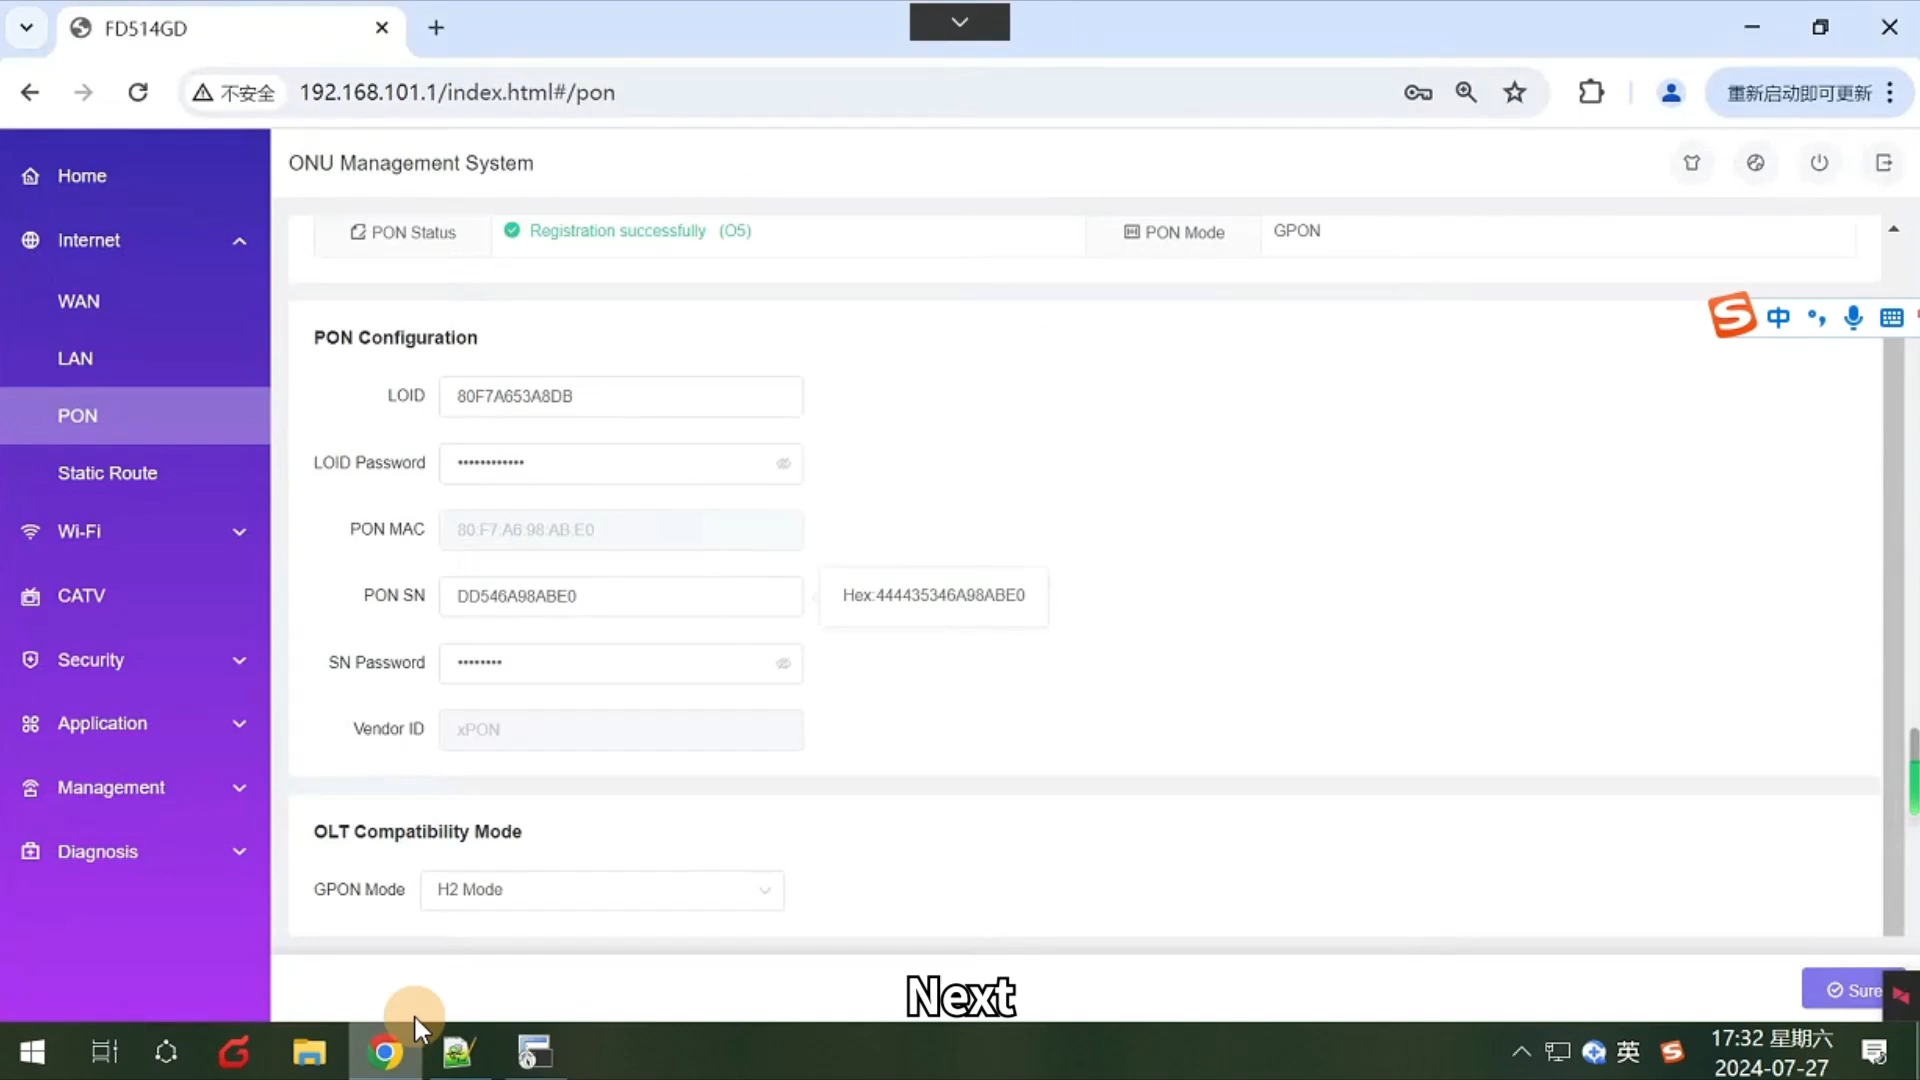 FD514GD
不安全
192.168.101.1/index.html#/pon
重新启动即可更新
Home
Internet
WAN
LAN
PON
Static Route
Wi-Fi
CATV
Security
Application
Management
Diagnosis
ONU Management System
PON Status
Registration successfully (O5)
PON Mode
GPON
PON Configuration
LOID
80F7A653A8DB
LOID Password
••••••••••••
PON MAC
80:F7:A6:98:AB:E0
PON SN
DD546A98ABE0
Hex:444435346A98ABE0
SN Password
••••••••
Vendor ID
xPON
OLT Compatibility Mode
GPON Mode
H2 Mode
S
中
Next
Sure
英
17:32 星期六
2024-07-27